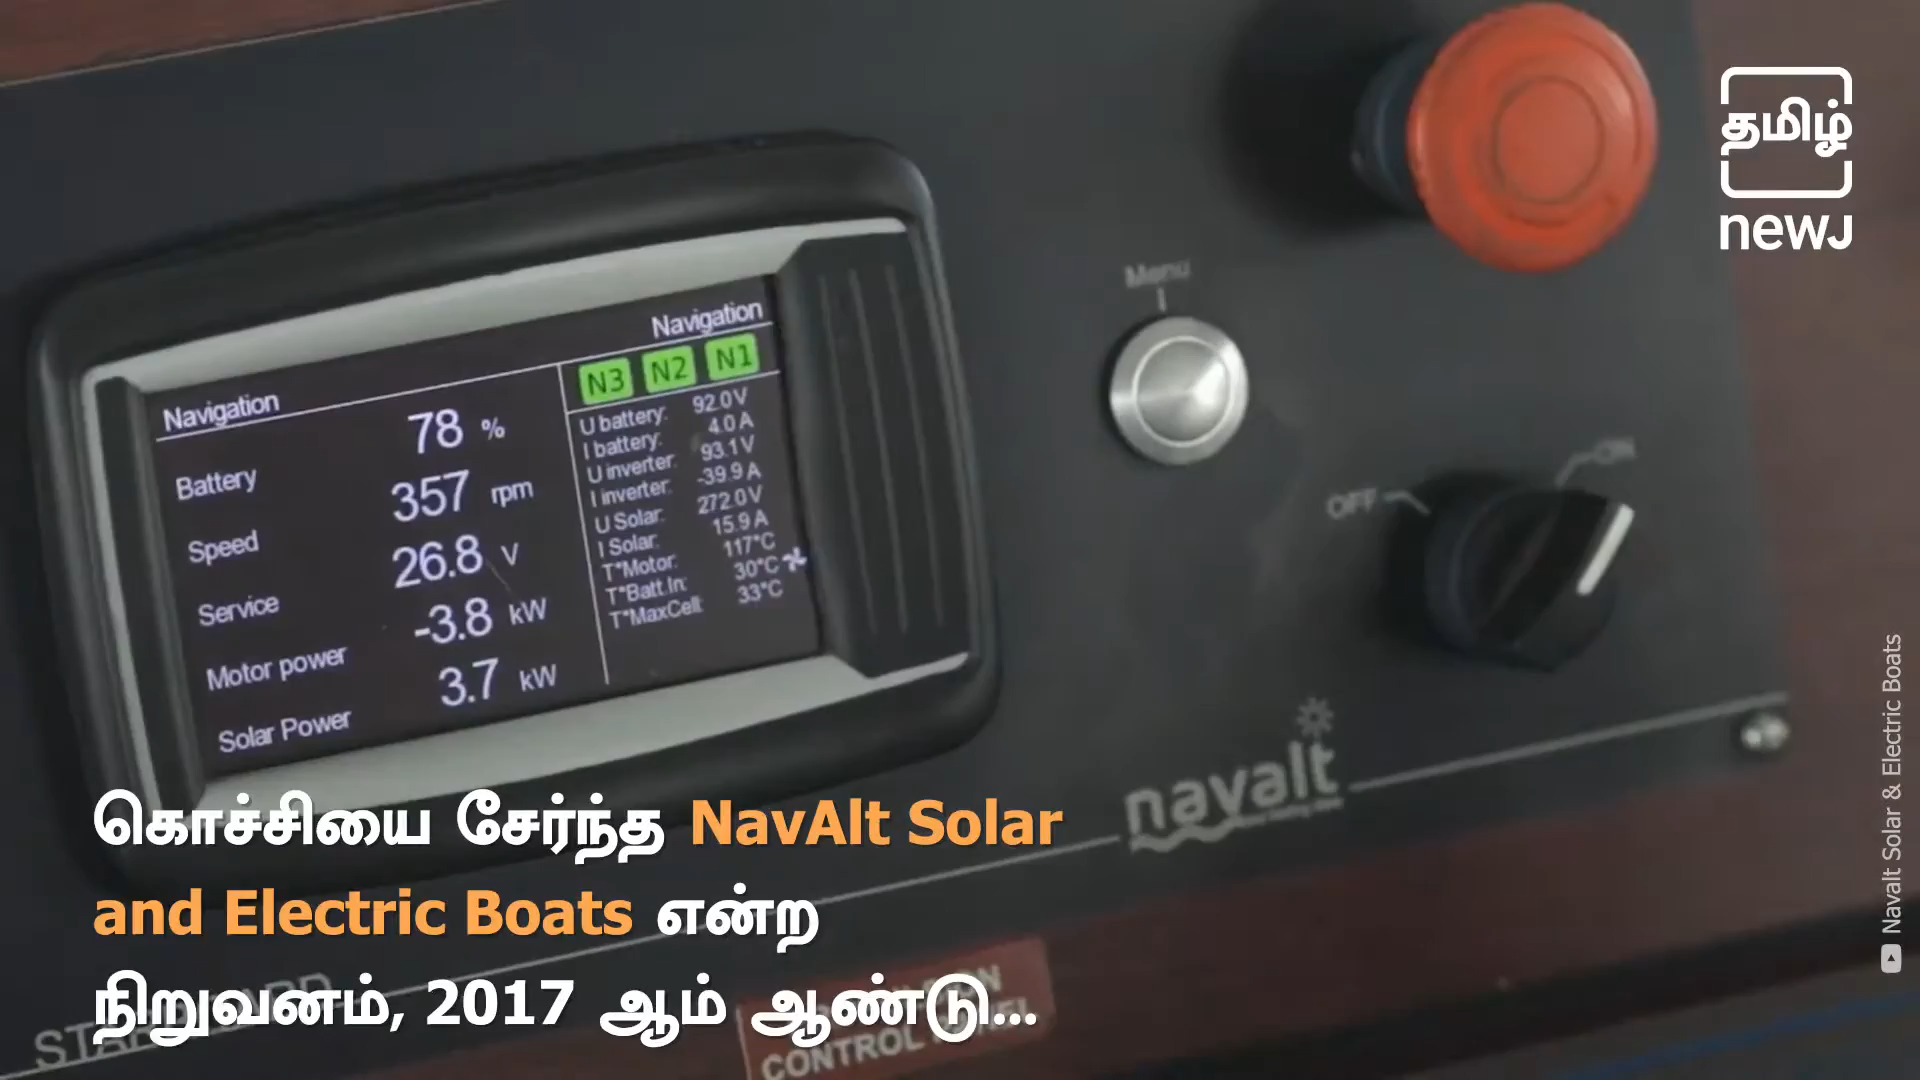 தமிழ்
newJ
Menu
OFF
ON
Navigation
Navigation
N3 N2 N1
Battery 78 %
Speed 357 rpm
Service 26.8 V
Motor power -3.8 kW
Solar Power 3.7 kW
U battery: 92.0V
I battery: 4.0 A
U inverter: 93.1V
I inverter: -39.9 A
U Solar: 272.0V
I Solar: 15.9 A
T°Motor: 117°C
T°Batt.In: 30°C
T°MaxCell: 33°C
navalt
கொச்சியை சேர்ந்த NavAlt Solar
and Electric Boats என்ற
நிறுவனம், 2017 ஆம் ஆண்டு...
CONTROL
Navalt Solar & Electric Boats